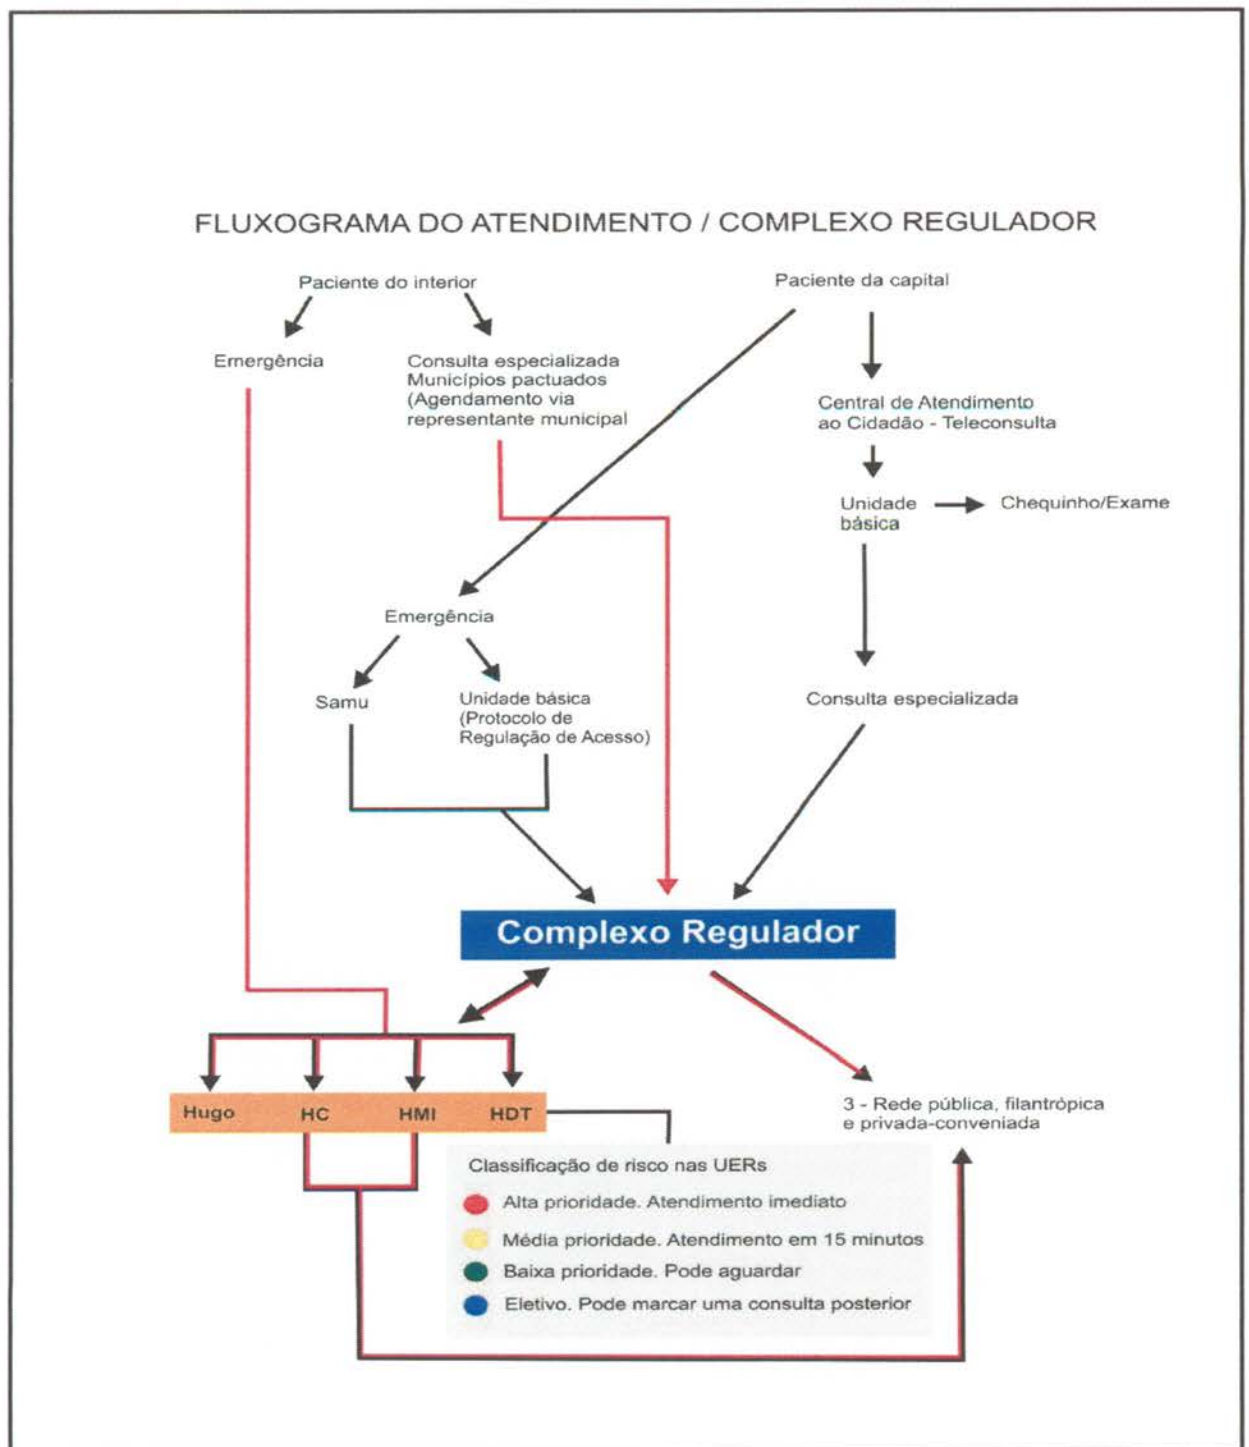 FLUXOGRAMA DO ATENDIMENTO / COMPLEXO REGULADOR
Paciente do interior
Paciente da capital
Emergência
Consulta especializada
Municípios pactuados
(Agendamento via
representante municipal
Central de Atendimento
ao Cidadão - Teleconsulta
Unidade
básica
Chequinho/Exame
Emergência
Samu
Unidade básica
(Protocolo de
Regulação de Acesso)
Consulta especializada
Complexo Regulador
Hugo
HC
HMI
HDT
3 - Rede pública, filantrópica
e privada-conveniada
Classificação de risco nas UERs
Alta prioridade. Atendimento imediato
Média prioridade. Atendimento em 15 minutos
Baixa prioridade. Pode aguardar
Eletivo. Pode marcar uma consulta posterior